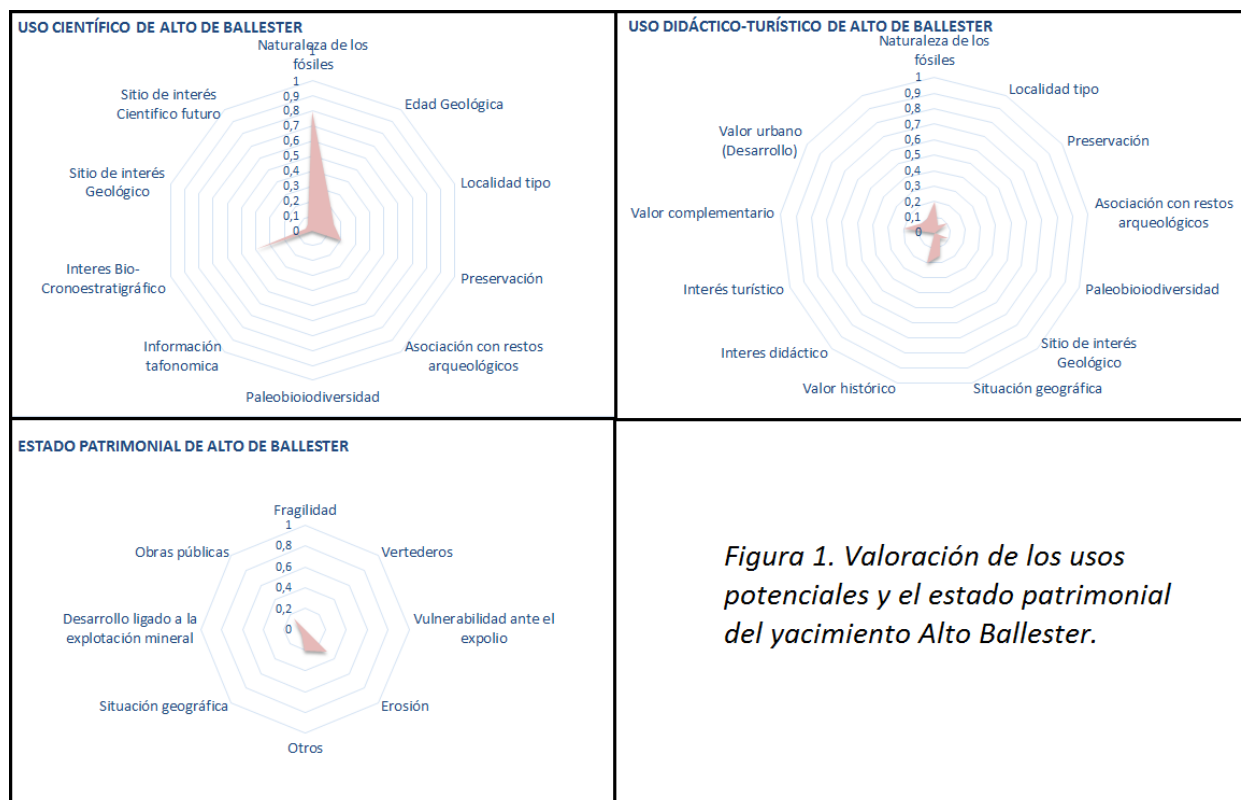 USO CIENTÍFICO DE ALTO DE BALLESTER
Naturaleza de los
1
fósiles
1
0,9
0,8
0,7
0,6
0,5
0,4
0,3
0,2
0,1
0
Edad Geológica
Localidad tipo
Preservación
Asociación con restos
arqueológicos
Paleobioiodiversidad
Información
tafonomica
Interes Bio-
Cronoestratigráfico
Sitio de interés
Geológico
Sitio de interés
Cientifico futuro
USO DIDÁCTICO-TURÍSTICO DE ALTO DE BALLESTER
Naturaleza de los
fósiles
1
0,9
0,8
0,7
0,6
0,5
0,4
0,3
0,2
0,1
0
Localidad tipo
Preservación
Asociación con restos
arqueológicos
Paleobioiodiversidad
Sitio de interés
Geológico
Situación geográfica
Valor histórico
Interes didáctico
Interés turístico
Valor complementario
Valor urbano
(Desarrollo)
ESTADO PATRIMONIAL DE ALTO DE BALLESTER
Fragilidad
1
0,8
0,6
0,4
0,2
0
Vertederos
Vulnerabilidad ante el
expolio
Erosión
Otros
Situación geográfica
Desarrollo ligado a la
explotación mineral
Obras públicas
Figura 1. Valoración de los usos
potenciales y el estado patrimonial
del yacimiento Alto Ballester.